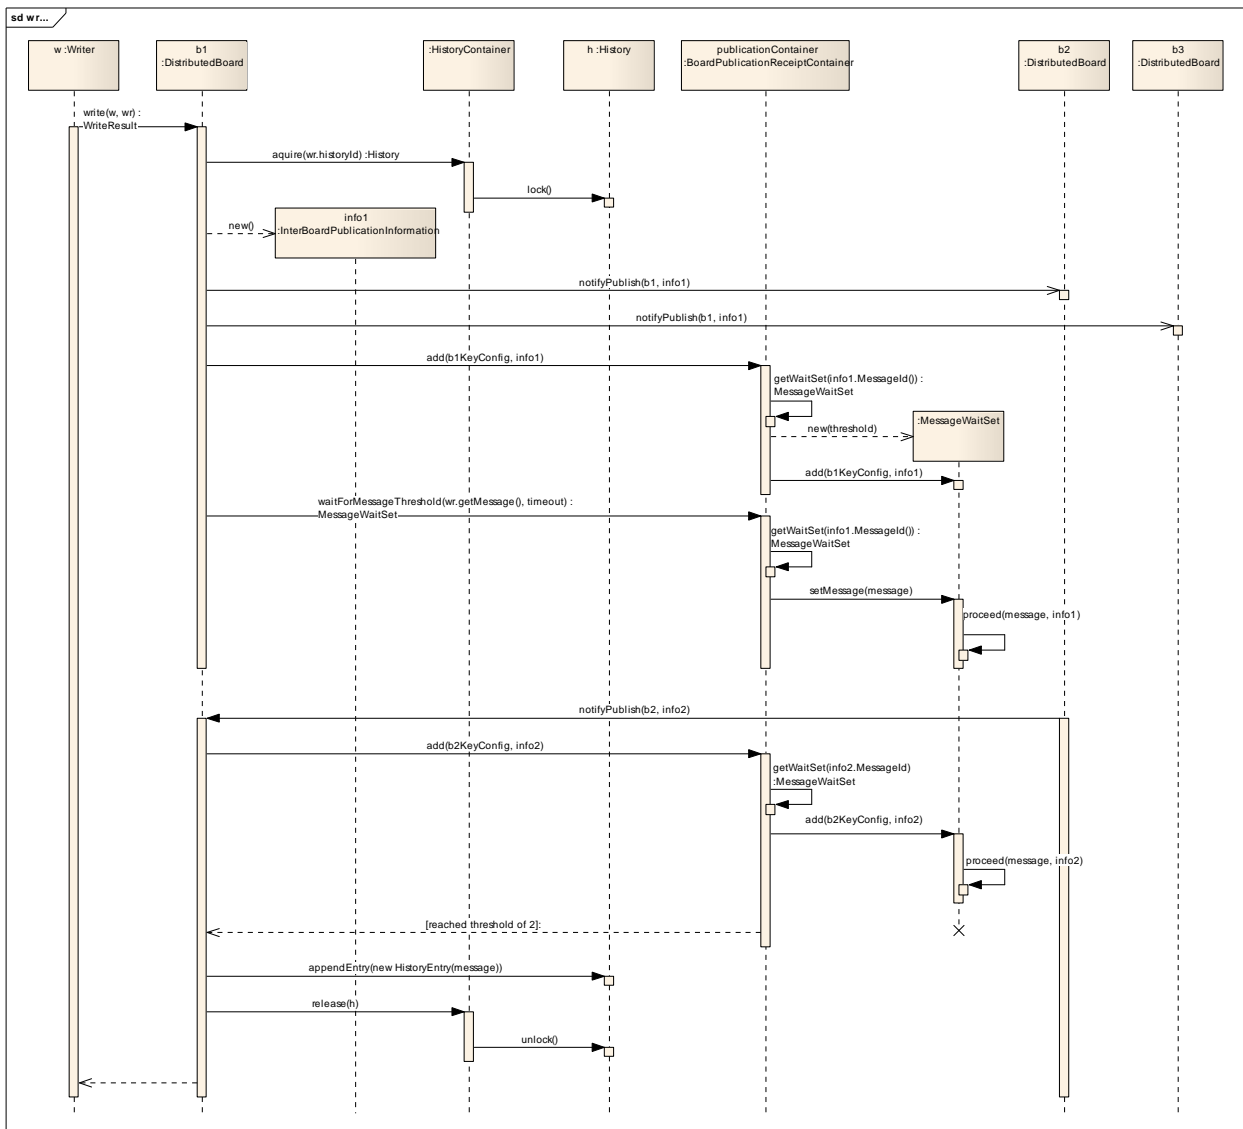 sd wr...
w :Writer
b1
:DistributedBoard
:HistoryContainer
h :History
publicationContainer
:BoardPublicationReceiptContainer
b2
:DistributedBoard
b3
:DistributedBoard
write(w, wr) :
WriteResult
aquire(wr.historyId) :History
lock()
info1
:InterBoardPublicationInformation
new()
notifyPublish(b1, info1)
notifyPublish(b1, info1)
add(b1KeyConfig, info1)
getWaitSet(info1.MessageId()) :
MessageWaitSet
:MessageWaitSet
new(threshold)
add(b1KeyConfig, info1)
waitForMessageThreshold(wr.getMessage(), timeout) :
MessageWaitSet
getWaitSet(info1.MessageId()) :
MessageWaitSet
setMessage(message)
proceed(message, info1)
notifyPublish(b2, info2)
add(b2KeyConfig, info2)
getWaitSet(info2.MessageId)
:MessageWaitSet
add(b2KeyConfig, info2)
proceed(message, info2)
[reached threshold of 2]:
appendEntry(new HistoryEntry(message))
release(h)
unlock()